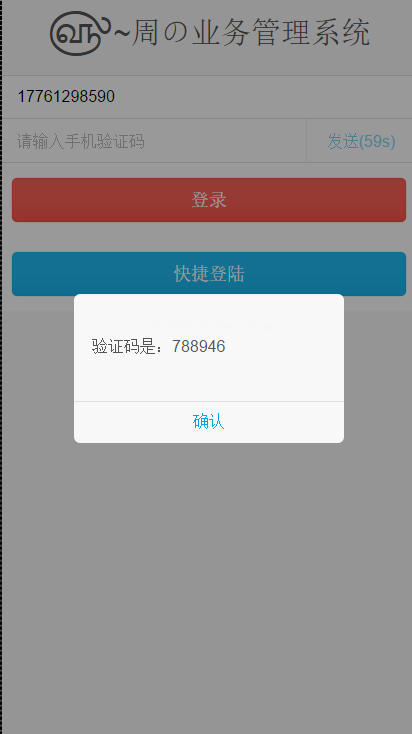 ௵~周の业务管理系统
17761298590
请输入手机验证码
发送(59s)
登录
快捷登陆
验证码是：788946
确认